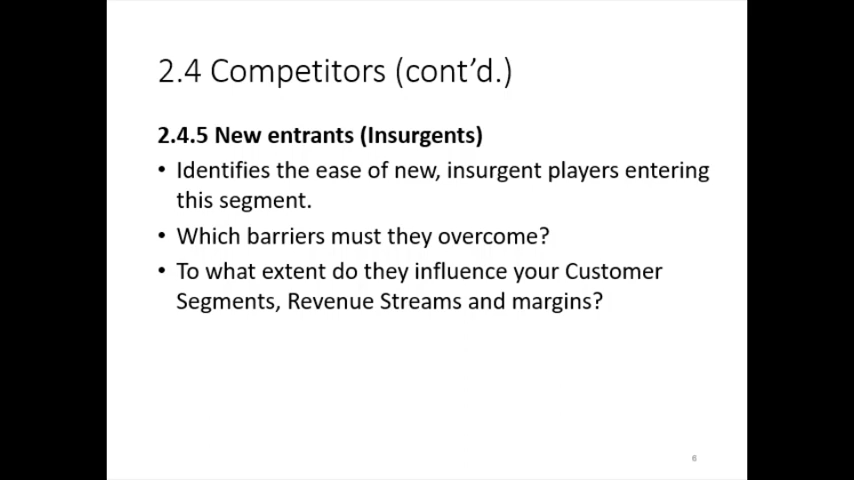 2.4 Competitors (cont’d.)
2.4.5 New entrants (Insurgents)
• Identifies the ease of new, insurgent players entering
this segment.
• Which barriers must they overcome?
• To what extent do they influence your Customer
Segments, Revenue Streams and margins?
6